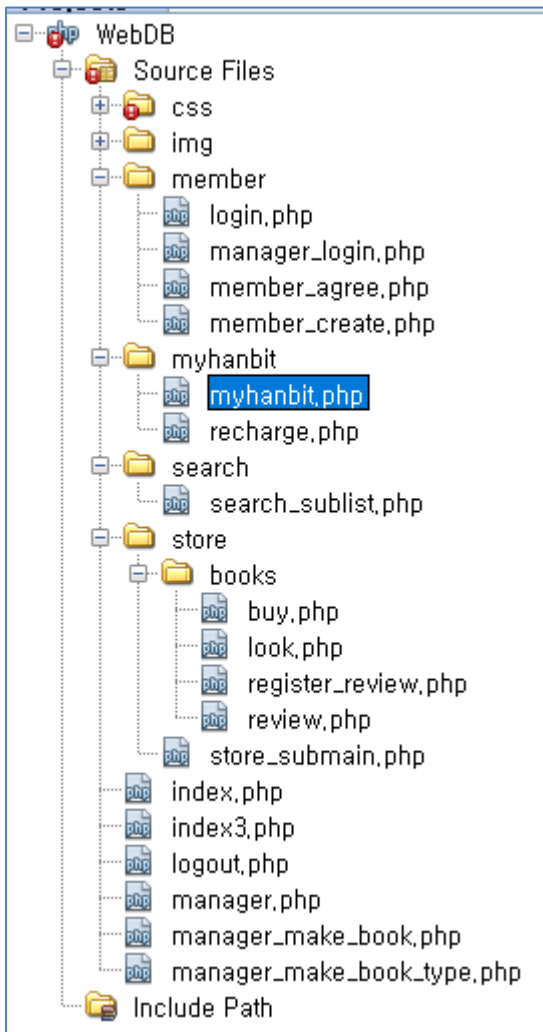 WebDB
Source Files
css
img
member
login.php
manager_login.php
member_agree.php
member_create.php
myhanbit
myhanbit.php
recharge.php
search
search_sublist.php
store
books
buy.php
look.php
register_review.php
review.php
store_submain.php
index.php
index3.php
logout.php
manager.php
manager_make_book.php
manager_make_book_type.php
Include Path